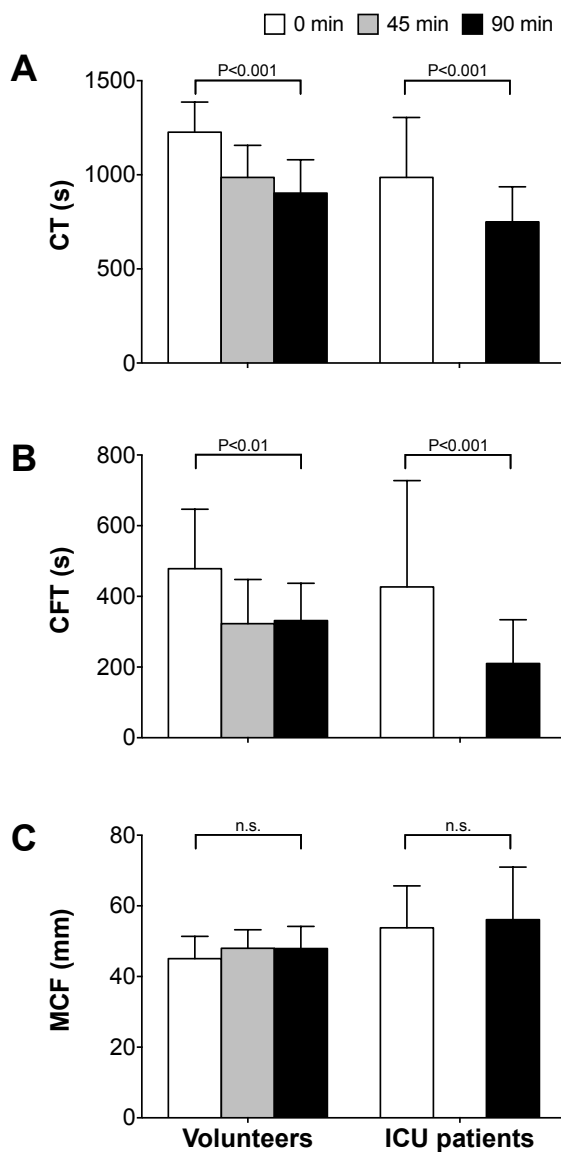 0 min 45 min 90 min
A
P<0.001 P<0.001
1500
1000
500
0
CT (s)
B
P<0.01 P<0.001
800
600
400
200
0
CFT (s)
C
n.s. n.s.
80
60
40
20
0
MCF (mm)
Volunteers ICU patients